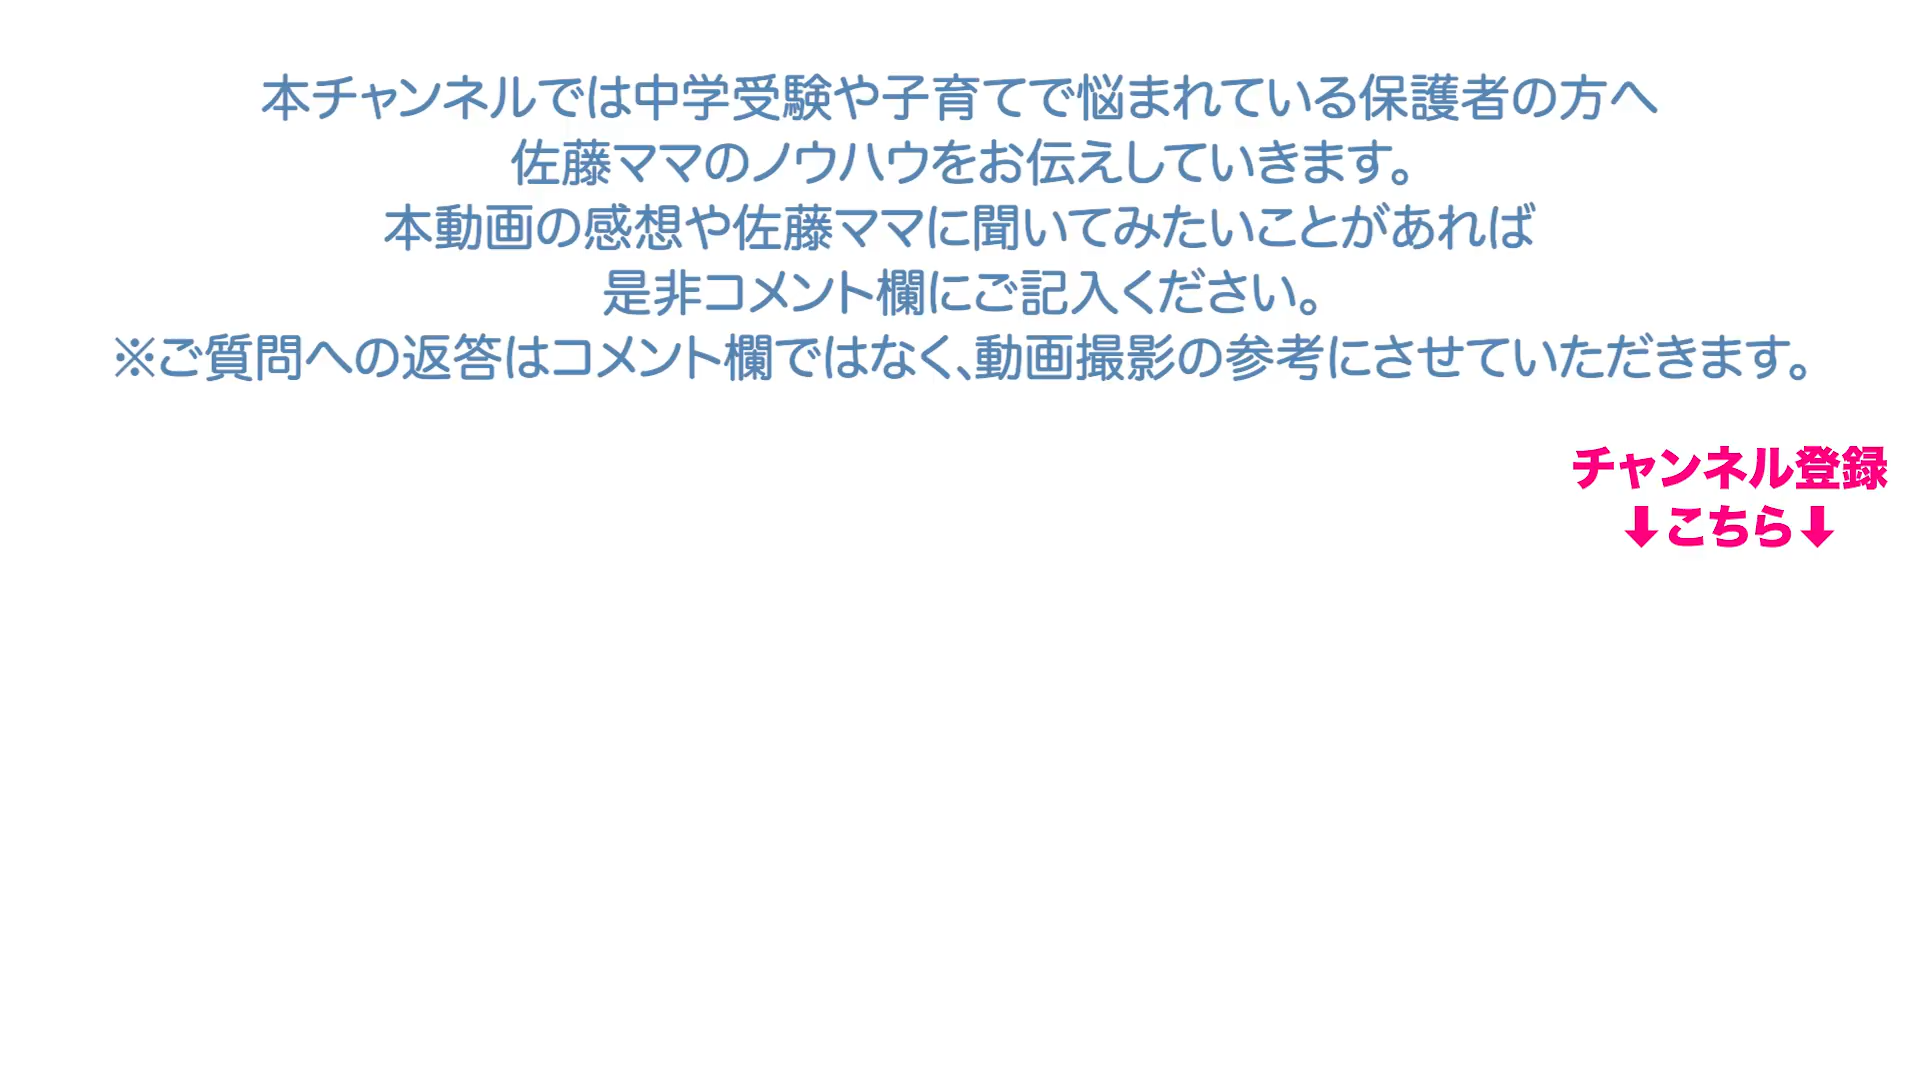 本チャンネルでは中学受験や子育てで悩まれている保護者の方へ
佐藤ママのノウハウをお伝えしていきます。
本動画の感想や佐藤ママに聞いてみたいことがあれば
是非コメント欄にご記入ください。
※ご質問への返答はコメント欄ではなく、動画撮影の参考にさせていただきます。
チャンネル登録
↓こちら↓